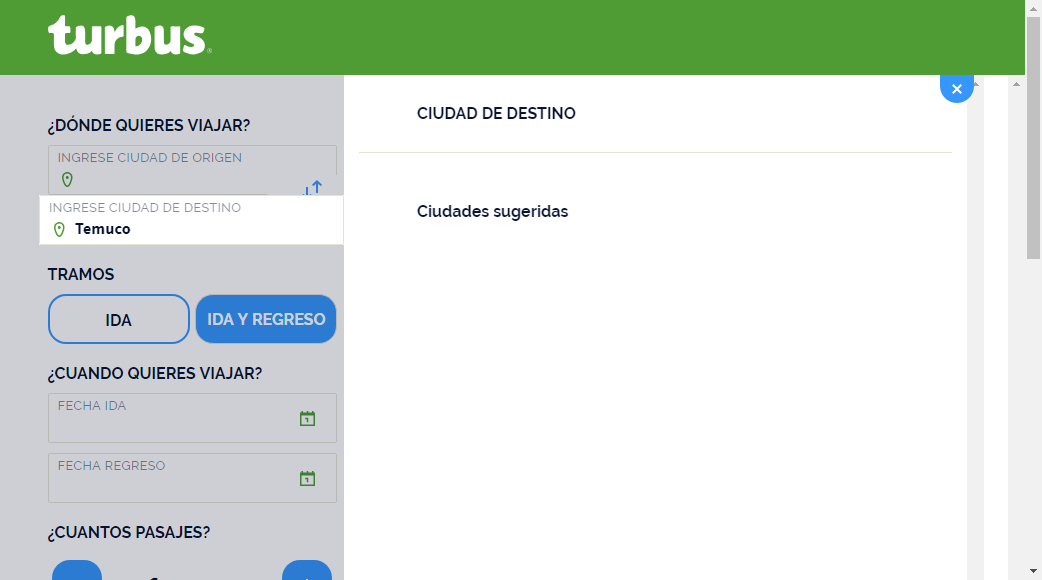 turbus
¿DÓNDE QUIERES VIAJAR?
INGRESE CIUDAD DE ORIGEN
INGRESE CIUDAD DE DESTINO
Temuco
TRAMOS
IDA
IDA Y REGRESO
¿CUANDO QUIERES VIAJAR?
FECHA IDA
FECHA REGRESO
¿CUANTOS PASAJES?
CIUDAD DE DESTINO
Ciudades sugeridas